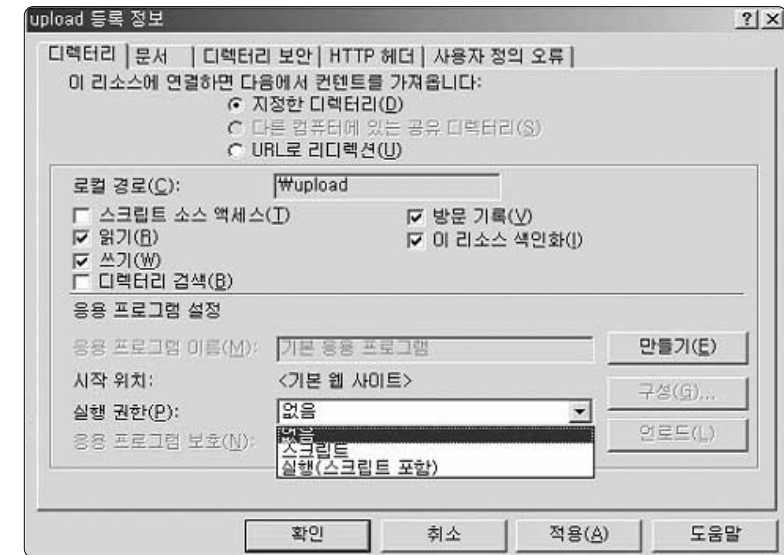 upload 등록 정보
디렉터리 문서 디렉터리 보안 HTTP 헤더 사용자 정의 오류
이 리소스에 연결하면 다음에서 컨텐트를 가져옵니다:
지정한 디렉터리(D)
다른 컴퓨터에 있는 공유 디렉터리(S)
URL로 리디렉션(U)
로컬 경로(C): ₩upload
스크립트 소스 액세스(T) 방문 기록(V)
읽기(R) 이 리소스 색인화(I)
쓰기(W)
디렉터리 검색(B)
응용 프로그램 설정
응용 프로그램 이름(M): 기본 응용 프로그램 만들기(E)
시작 위치: <기본 웹 사이트> 구성(G)...
실행 권한(P): 없음
응용 프로그램 보호(N): 없음 언로드(L)
스크립트
실행(스크립트 포함)
확인 취소 적용(A) 도움말